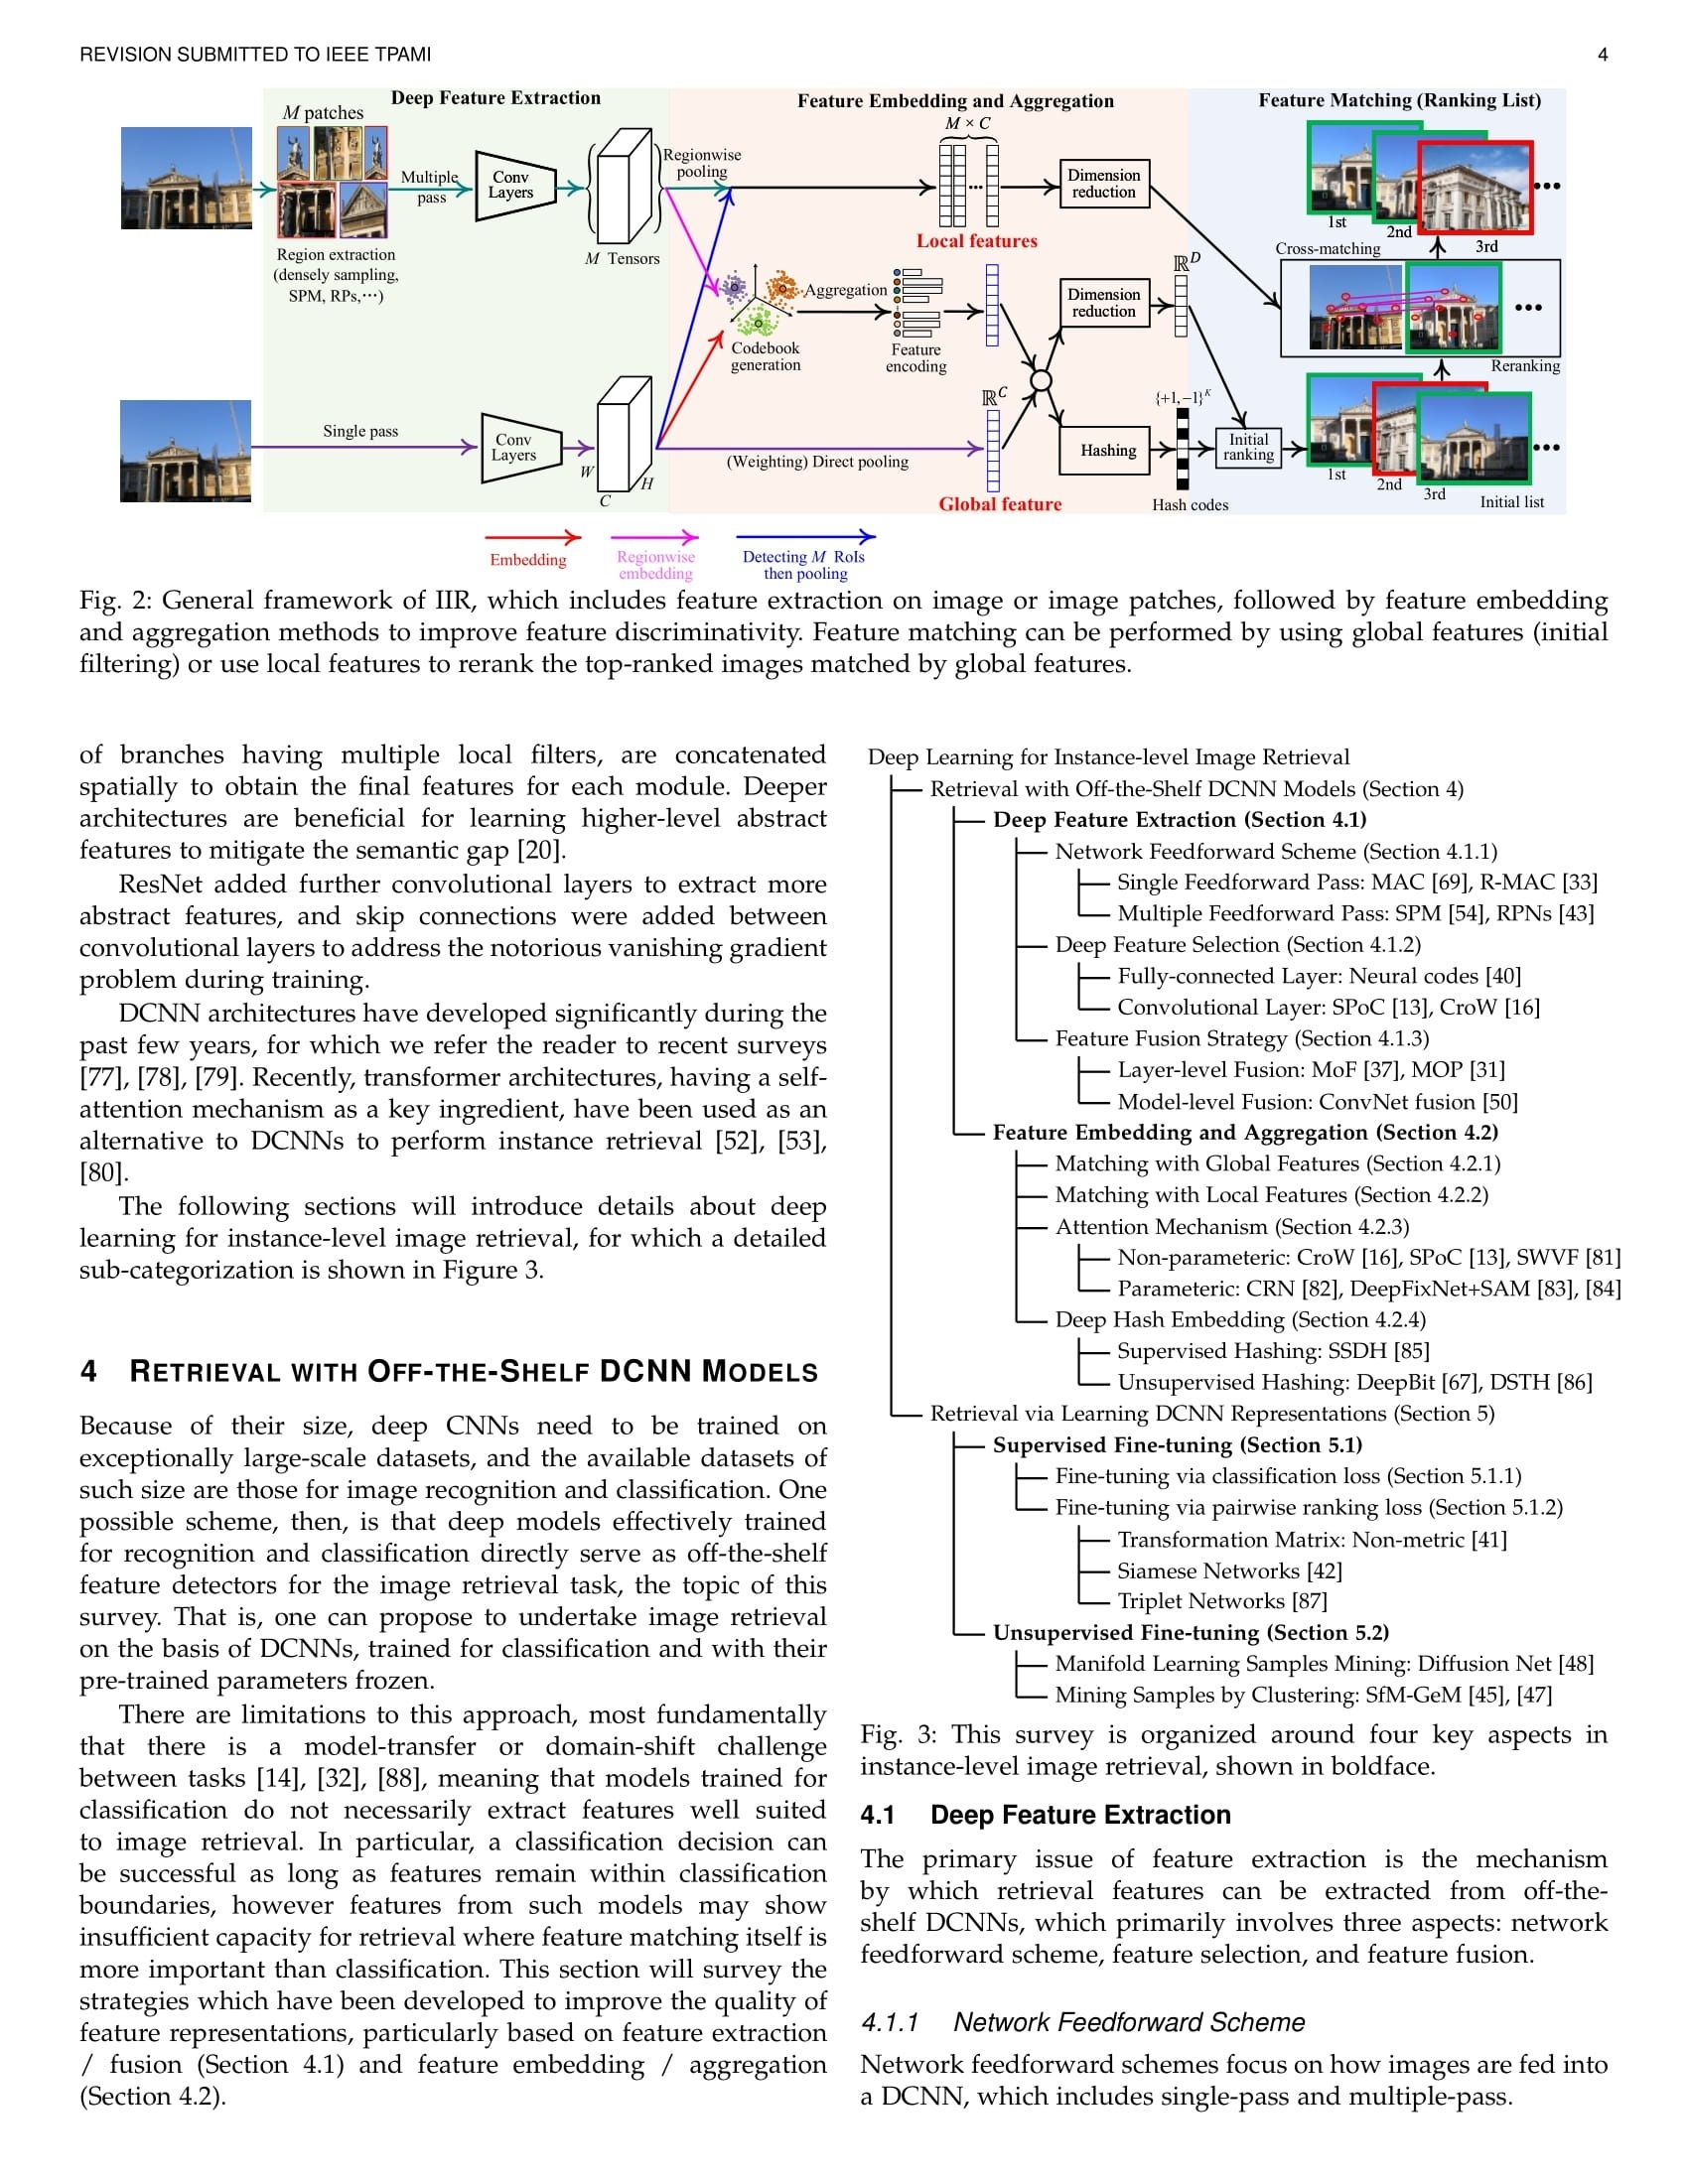 REVISION SUBMITTED TO IEEE TPAMI
4
Deep Feature Extraction
Feature Embedding and Aggregation
Feature Matching (Ranking List)
M patches
Multiple
pass
Conv
Layers
Regionwise
pooling
M × C
Dimension
reduction
1st
2nd
3rd
Region extraction
(densely sampling,
SPM, RPs,···)
M Tensors
Local features
Cross-matching
Aggregation
Codebook
generation
Feature
encoding
Dimension
reduction
ℝᴰ
Reranking
Single pass
Conv
Layers
W
H
C
(Weighting) Direct pooling
ℝᶜ
Global feature
Hashing
{+1,−1}ᴷ
Hash codes
Initial
ranking
1st
2nd
3rd
Initial list
Embedding
Regionwise
embedding
Detecting M RoIs
then pooling
Fig. 2: General framework of IIR, which includes feature extraction on image or image patches, followed by feature embedding
and aggregation methods to improve feature discriminativity. Feature matching can be performed by using global features (initial
filtering) or use local features to rerank the top-ranked images matched by global features.
of branches having multiple local filters, are concatenated
spatially to obtain the final features for each module. Deeper
architectures are beneficial for learning higher-level abstract
features to mitigate the semantic gap [20].
ResNet added further convolutional layers to extract more
abstract features, and skip connections were added between
convolutional layers to address the notorious vanishing gradient
problem during training.
DCNN architectures have developed significantly during the
past few years, for which we refer the reader to recent surveys
[77], [78], [79]. Recently, transformer architectures, having a self-
attention mechanism as a key ingredient, have been used as an
alternative to DCNNs to perform instance retrieval [52], [53],
[80].
The following sections will introduce details about deep
learning for instance-level image retrieval, for which a detailed
sub-categorization is shown in Figure 3.
4 RETRIEVAL WITH OFF-THE-SHELF DCNN MODELS
Because of their size, deep CNNs need to be trained on
exceptionally large-scale datasets, and the available datasets of
such size are those for image recognition and classification. One
possible scheme, then, is that deep models effectively trained
for recognition and classification directly serve as off-the-shelf
feature detectors for the image retrieval task, the topic of this
survey. That is, one can propose to undertake image retrieval
on the basis of DCNNs, trained for classification and with their
pre-trained parameters frozen.
There are limitations to this approach, most fundamentally
that there is a model-transfer or domain-shift challenge
between tasks [14], [32], [88], meaning that models trained for
classification do not necessarily extract features well suited
to image retrieval. In particular, a classification decision can
be successful as long as features remain within classification
boundaries, however features from such models may show
insufficient capacity for retrieval where feature matching itself is
more important than classification. This section will survey the
strategies which have been developed to improve the quality of
feature representations, particularly based on feature extraction
/ fusion (Section 4.1) and feature embedding / aggregation
(Section 4.2).
Deep Learning for Instance-level Image Retrieval
Retrieval with Off-the-Shelf DCNN Models (Section 4)
Deep Feature Extraction (Section 4.1)
Network Feedforward Scheme (Section 4.1.1)
Single Feedforward Pass: MAC [69], R-MAC [33]
Multiple Feedforward Pass: SPM [54], RPNs [43]
Deep Feature Selection (Section 4.1.2)
Fully-connected Layer: Neural codes [40]
Convolutional Layer: SPoC [13], CroW [16]
Feature Fusion Strategy (Section 4.1.3)
Layer-level Fusion: MoF [37], MOP [31]
Model-level Fusion: ConvNet fusion [50]
Feature Embedding and Aggregation (Section 4.2)
Matching with Global Features (Section 4.2.1)
Matching with Local Features (Section 4.2.2)
Attention Mechanism (Section 4.2.3)
Non-parameteric: CroW [16], SPoC [13], SWVF [81]
Parameteric: CRN [82], DeepFixNet+SAM [83], [84]
Deep Hash Embedding (Section 4.2.4)
Supervised Hashing: SSDH [85]
Unsupervised Hashing: DeepBit [67], DSTH [86]
Retrieval via Learning DCNN Representations (Section 5)
Supervised Fine-tuning (Section 5.1)
Fine-tuning via classification loss (Section 5.1.1)
Fine-tuning via pairwise ranking loss (Section 5.1.2)
Transformation Matrix: Non-metric [41]
Siamese Networks [42]
Triplet Networks [87]
Unsupervised Fine-tuning (Section 5.2)
Manifold Learning Samples Mining: Diffusion Net [48]
Mining Samples by Clustering: SfM-GeM [45], [47]
Fig. 3: This survey is organized around four key aspects in
instance-level image retrieval, shown in boldface.
4.1 Deep Feature Extraction
The primary issue of feature extraction is the mechanism
by which retrieval features can be extracted from off-the-
shelf DCNNs, which primarily involves three aspects: network
feedforward scheme, feature selection, and feature fusion.
4.1.1 Network Feedforward Scheme
Network feedforward schemes focus on how images are fed into
a DCNN, which includes single-pass and multiple-pass.